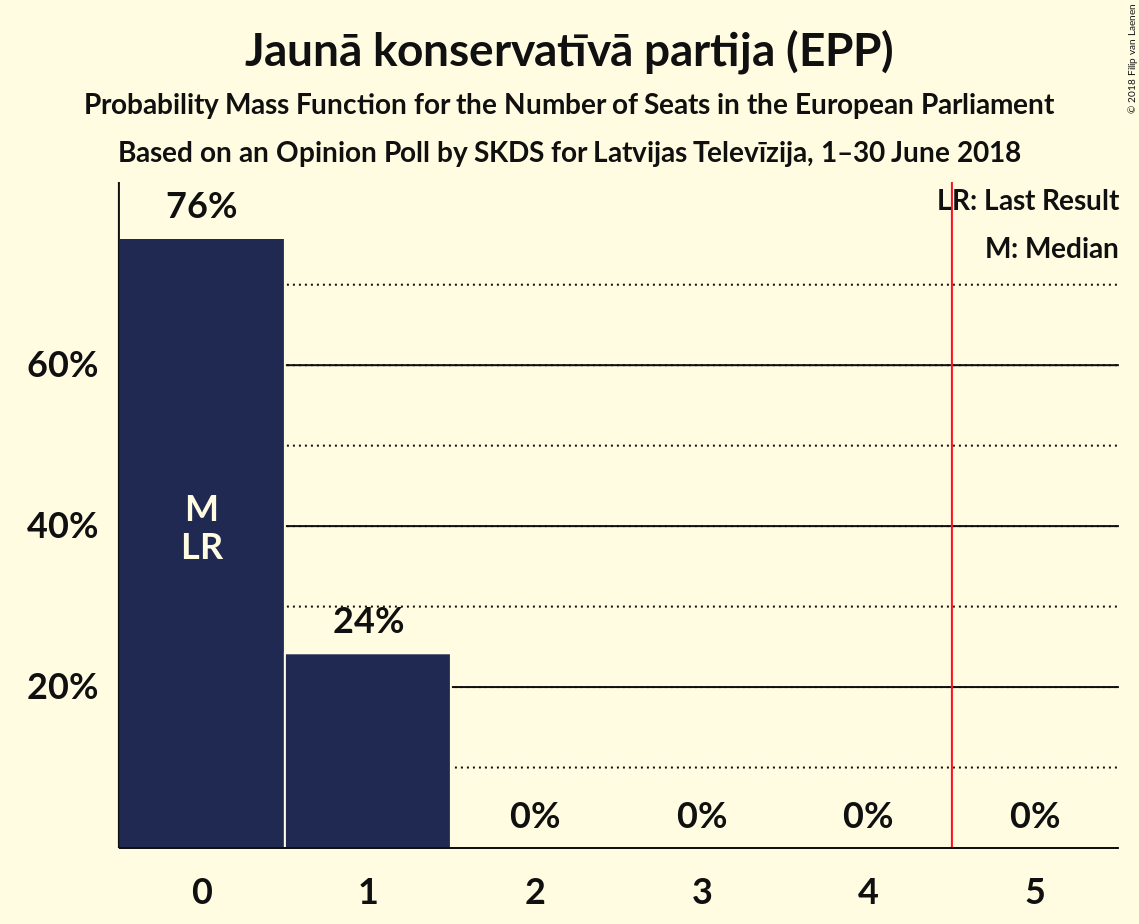 Jaunā konservatīvā partija (EPP)
Probability Mass Function for the Number of Seats in the European Parliament
Based on an Opinion Poll by SKDS for Latvijas Televīzija, 1–30 June 2018
© 2018 Filip van Laenen
LR: Last Result
M: Median
76%
60%
40%
20%
M
LR
24%
0%
0%
0%
0%
0
1
2
3
4
5